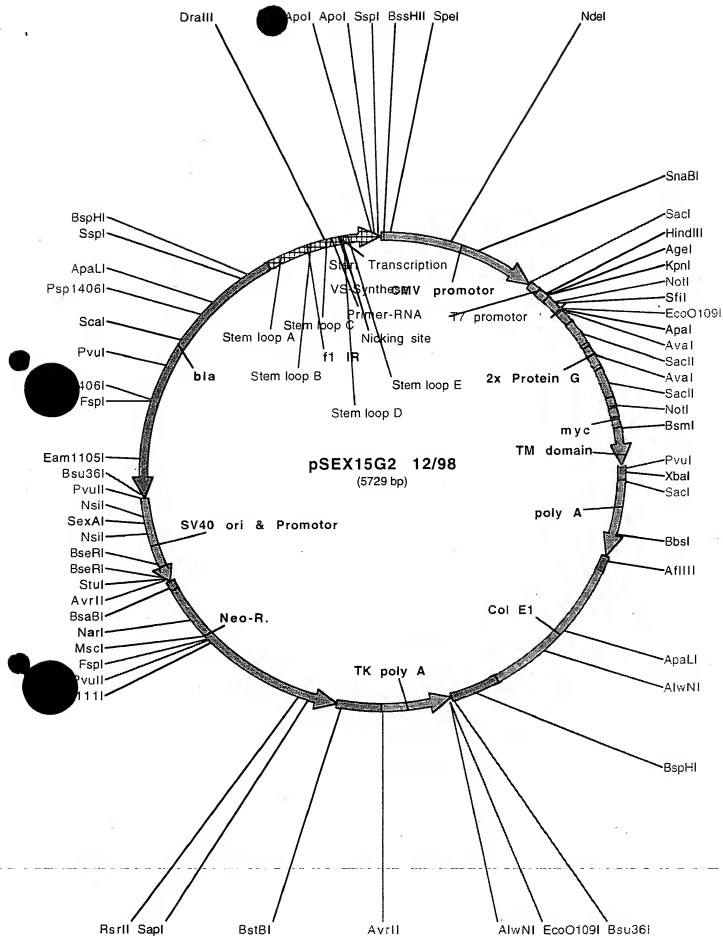 DraIII ApoI ApoI SspI BssHII SpeI NdeI
SnaBI
SacI
HindIII
AgeI
KpnI
NotI
SfiI
EcoO109I
ApaI
AvaI
SacII
AvaI
SacII
NotI
BsmI
PvuI
XbaI
SacI
BbsI
AflIII
ApaLI
AlwNI
BspHI
BspHI
SspI
ApaLI
Psp1406I
ScaI
PvuI
406I
FspI
Eam1105I
Bsu36I
PvuII
NsiI
SexAI
NsiI
BseRI
BseRI
StuI
AvrII
BsaBI
NarI
MscI
FspI
PvuII
111I
Start Transcription
VS-Synthese
CMV promotor
Primer-RNA
T7 promotor
Stem loop C
Nicking site
Stem loop A
f1 IR
Stem loop B
Stem loop E
Stem loop D
bla
2x Protein G
myc
TM domain
pSEX15G2 12/98
(5729 bp)
poly A
SV40 ori & Promotor
Col E1
Neo-R.
TK poly A
RsrII SapI BstBI AvrII AlwNI EcoO109I Bsu36I